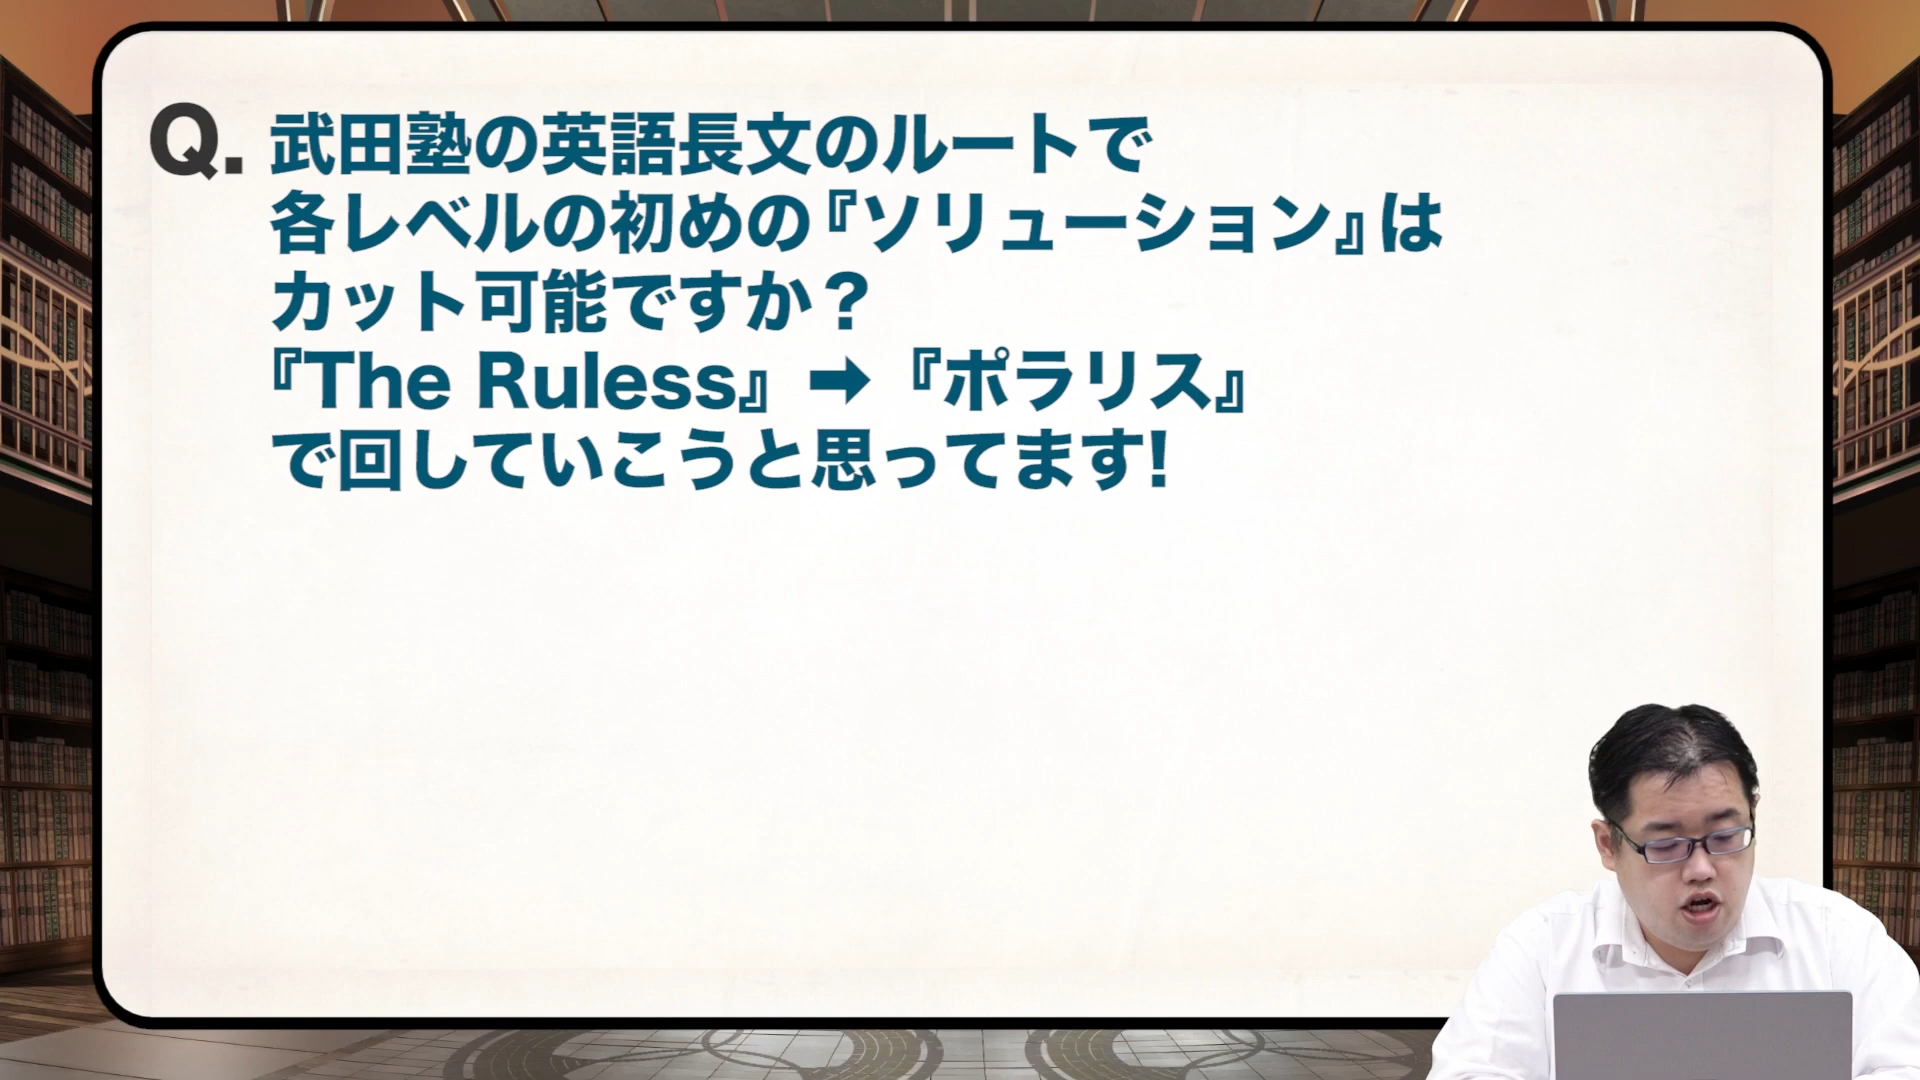 Q. 武田塾の英語長文のルートで
各レベルの初めの『ソリューション』は
カット可能ですか？
『The Ruless』➡『ポラリス』
で回していこうと思ってます!